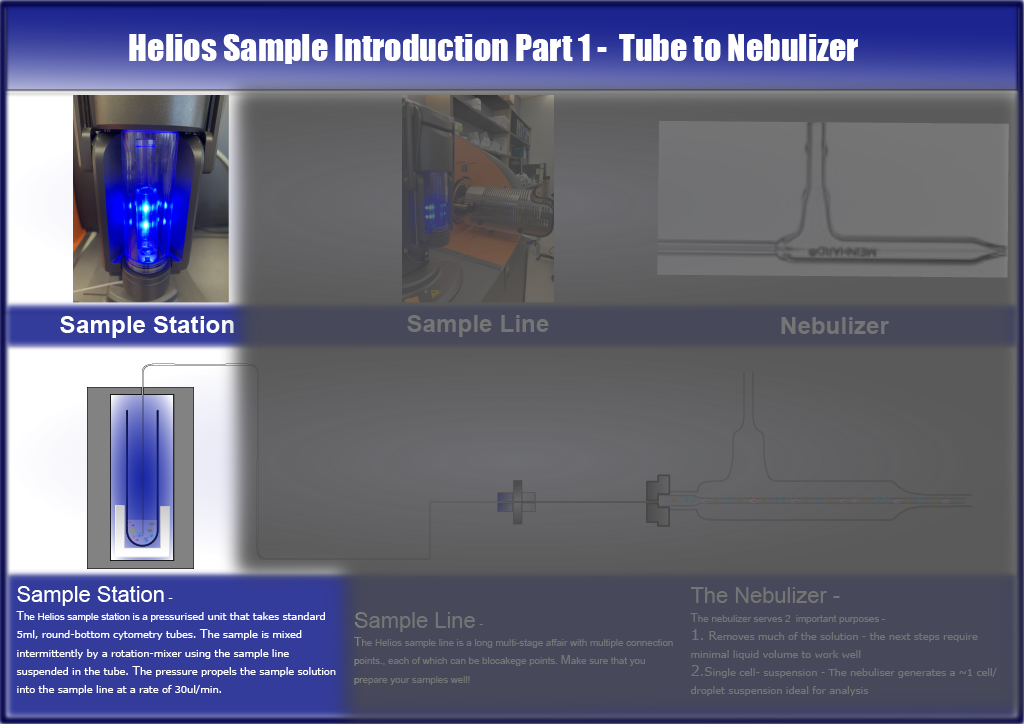 Helios Sample Introduction Part 1 - Tube to Nebulizer
MEINHARD®
Sample Station
Sample Line
Nebulizer
Sample Station -
The Helios sample station is a pressurised unit that takes standard
5ml, round-bottom cytometry tubes. The sample is mixed
intermittently by a rotation-mixer using the sample line
suspended in the tube. The pressure propels the sample solution
into the sample line at a rate of 30ul/min.
Sample Line -
The Helios sample line is a long multi-stage affair with multiple connection
points., each of which can be blocakege points. Make sure that you
prepare your samples well!
The Nebulizer -
The nebulizer serves 2 important purposes -
1. Removes much of the solution - the next steps require
minimal liquid volume to work well
2.Single cell- suspension - The nebuliser generates a ~1 cell/
droplet suspension ideal for analysis